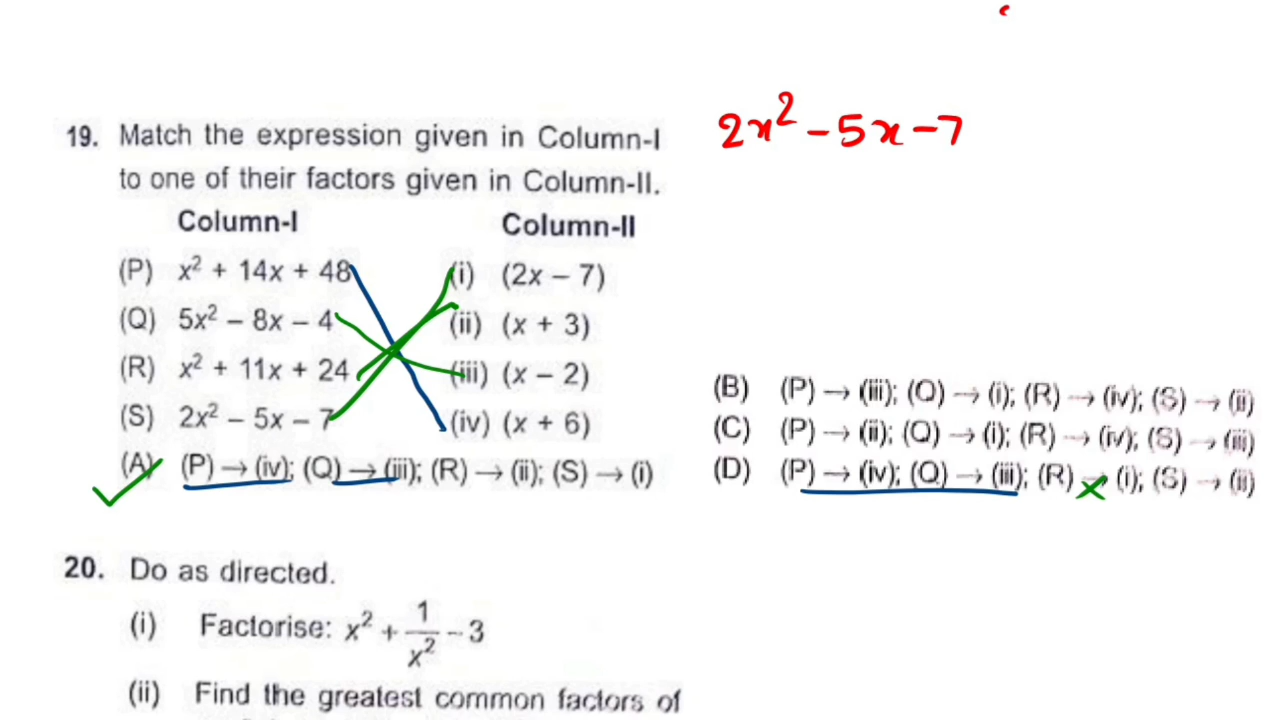 2x² - 5x - 7
19. Match the expression given in Column-I
to one of their factors given in Column-II.
Column-I Column-II
(P) x² + 14x + 48 (i) (2x – 7)
(Q) 5x² – 8x – 4 (ii) (x + 3)
(R) x² + 11x + 24 (iii) (x – 2)
(S) 2x² – 5x – 7 (iv) (x + 6)
(A) (P) → (iv); (Q) → (iii); (R) → (ii); (S) → (i)
(B) (P) → (iii); (Q) → (i); (R) → (iv); (S) → (ii)
(C) (P) → (ii); (Q) → (i); (R) → (iv); (S) → (iii)
(D) (P) → (iv); (Q) → (iii); (R) → (i); (S) → (ii)
20. Do as directed.
(i) Factorise: x² + 1/x² – 3
(ii) Find the greatest common factors of